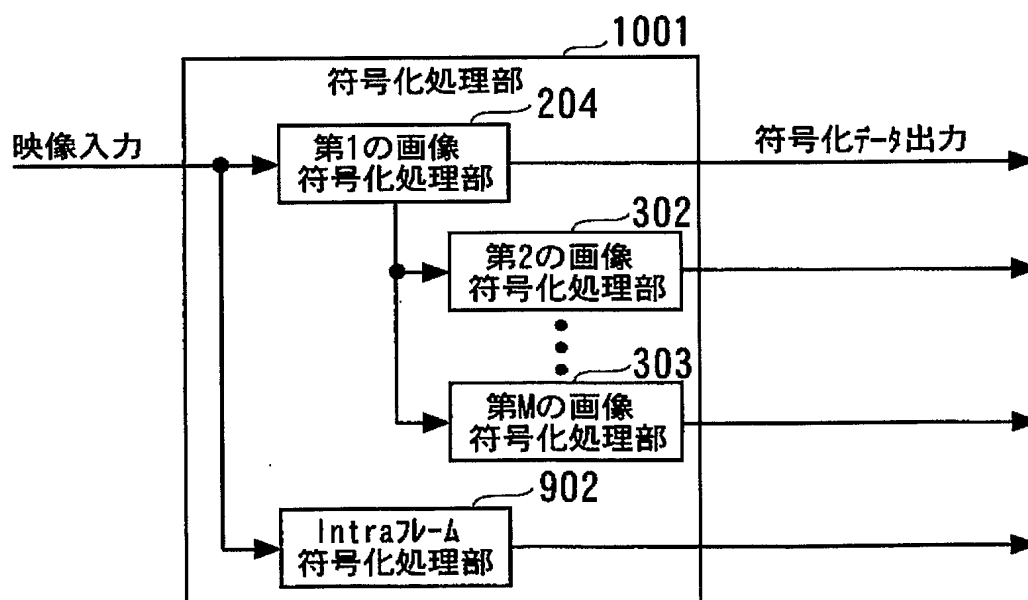 1001
符号化処理部
204
映像入力
第1の画像
符号化処理部
符号化データ出力
302
第2の画像
符号化処理部
303
第Mの画像
符号化処理部
902
Intraフレーム
符号化処理部